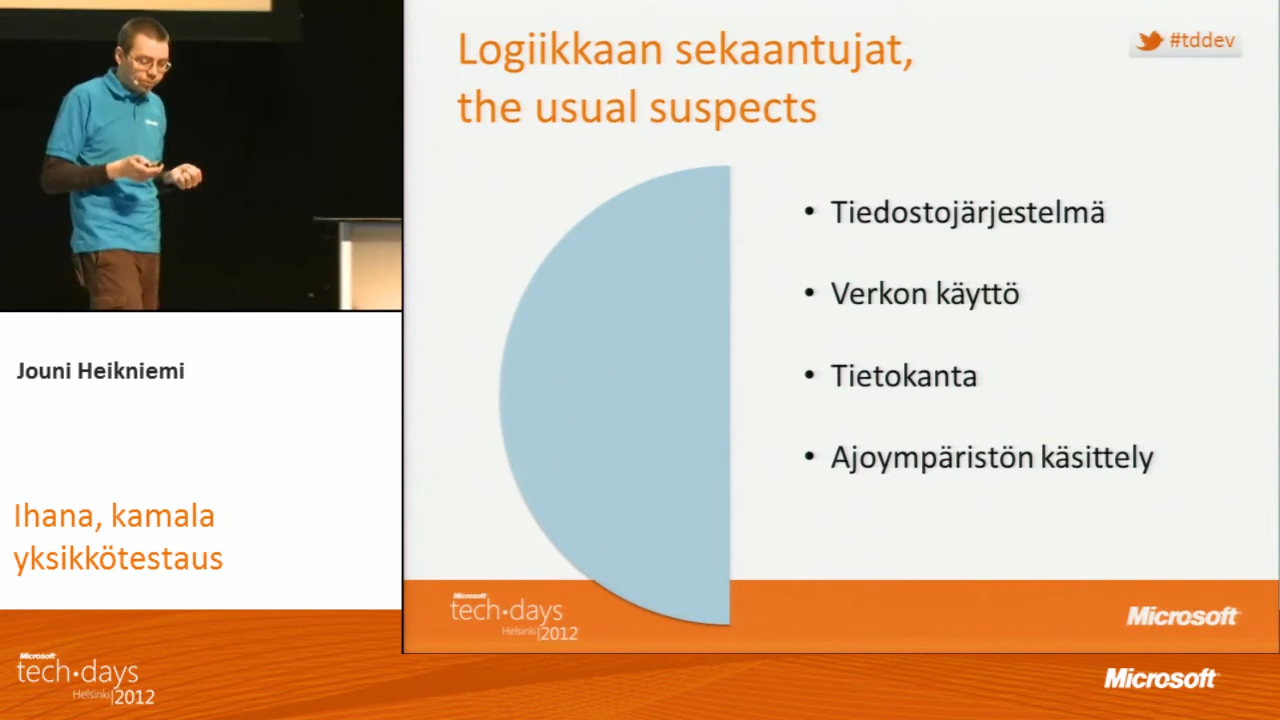 Logiikkaan sekaantujat,
the usual suspects
#tddev
• Tiedostojärjestelmä
• Verkon käyttö
• Tietokanta
• Ajoympäristön käsittely
Jouni Heikniemi
Ihana, kamala
yksikkötestaus
Microsoft
tech·days
Helsinki|2012
Microsoft
Microsoft
tech·days
Helsinki|2012
Microsoft